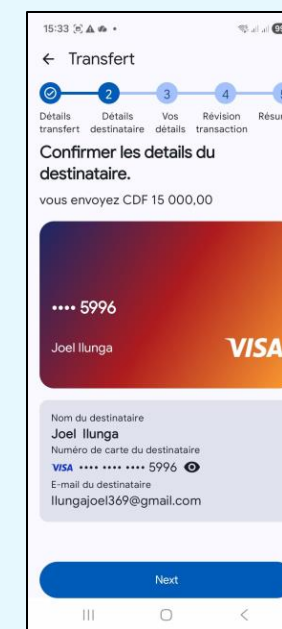 15:33
← Transfert
2 3 4 5
Détails transfert
Détails destinataire
Vos détails
Révision transaction
Résu
Confirmer les details du
destinataire.
vous envoyez CDF 15 000,00
•••• 5996
Joel Ilunga
VISA
Nom du destinataire
Joel Ilunga
Numéro de carte du destinataire
VISA •••• •••• •••• 5996
E-mail du destinataire
Ilungajoel369@gmail.com
Next